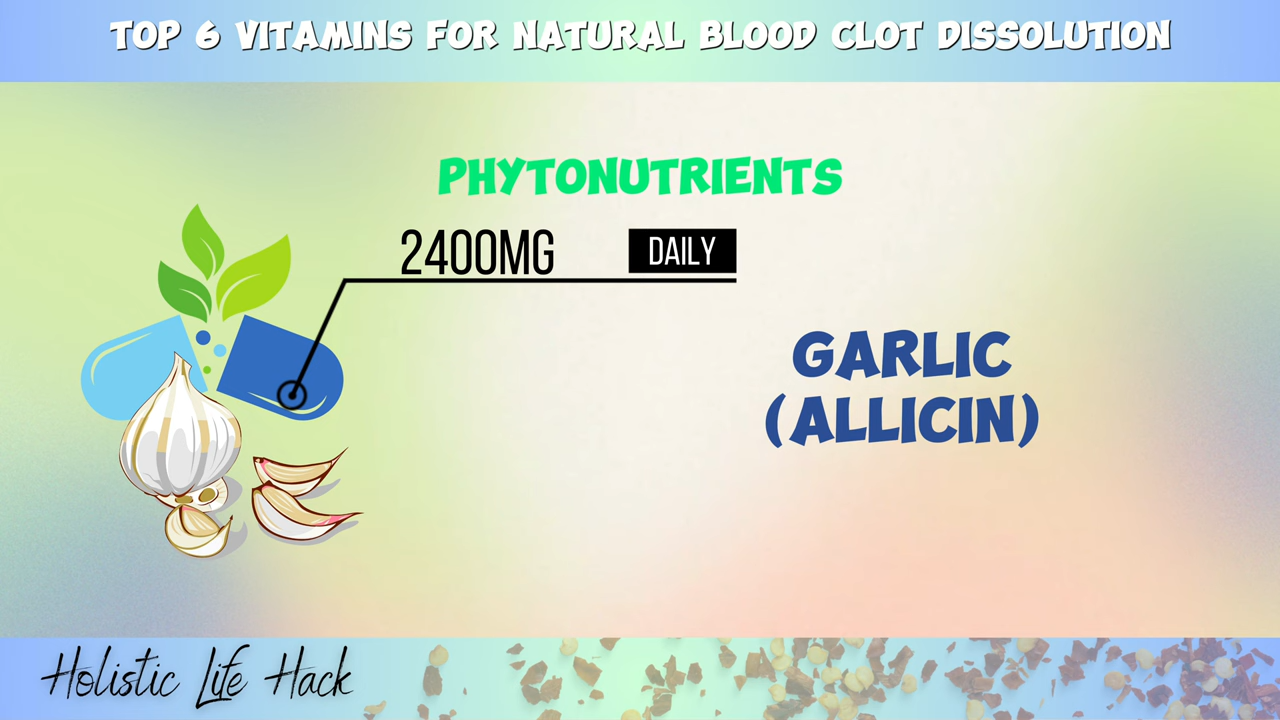 TOP 6 VITAMINS FOR NATURAL BLOOD CLOT DISSOLUTION
PHYTONUTRIENTS
2400MG DAILY
GARLIC
(ALLICIN)
Holistic Life Hack